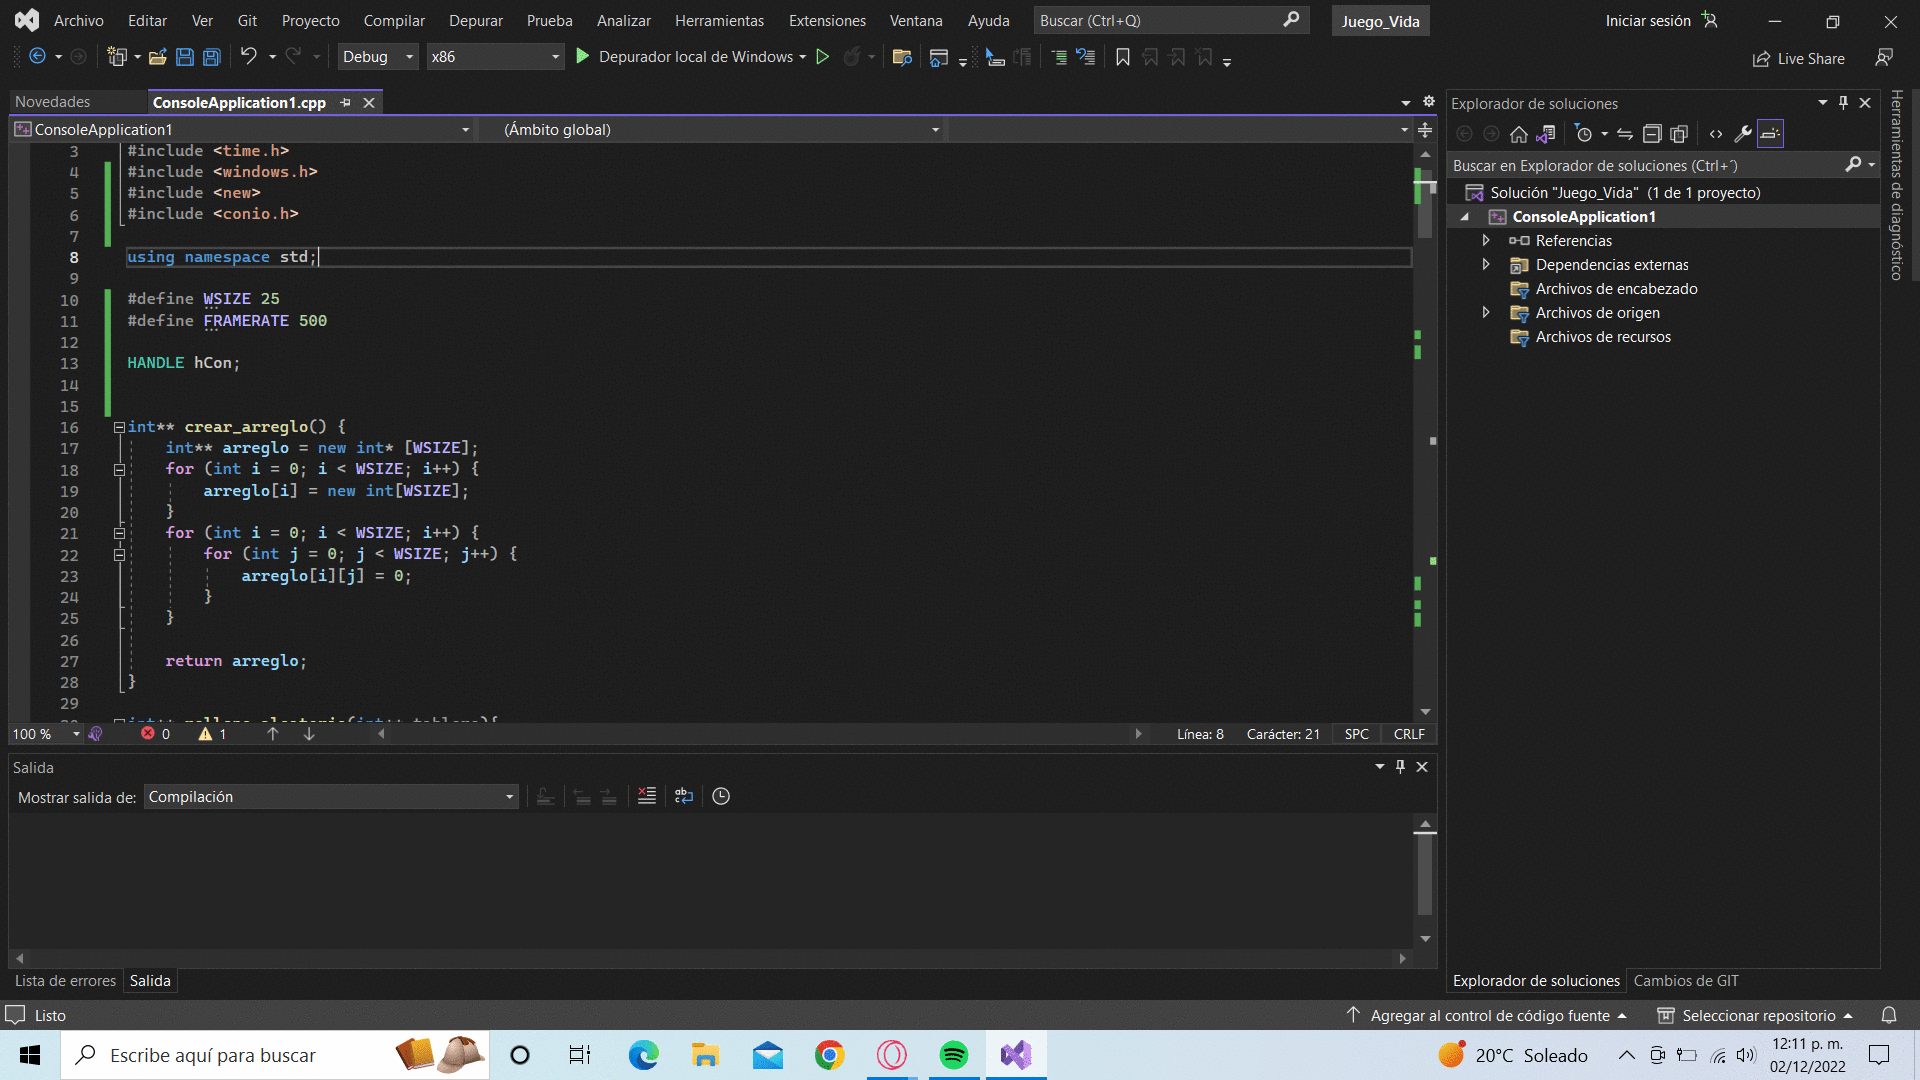 Archivo Editar Ver Git Proyecto Compilar Depurar Prueba Analizar Herramientas Extensiones Ventana Ayuda Buscar (Ctrl+Q) Juego_Vida Iniciar sesión
Debug x86 Depurador local de Windows Live Share
Novedades ConsoleApplication1.cpp
ConsoleApplication1 (Ámbito global)
3 #include <time.h>
4 #include <windows.h>
5 #include <new>
6 #include <conio.h>
7
8 using namespace std;
9
10 #define WSIZE 25
11 #define FRAMERATE 500
12
13 HANDLE hCon;
14
15
16 int** crear_arreglo() {
17 int** arreglo = new int* [WSIZE];
18 for (int i = 0; i < WSIZE; i++) {
19 arreglo[i] = new int[WSIZE];
20 }
21 for (int i = 0; i < WSIZE; i++) {
22 for (int j = 0; j < WSIZE; j++) {
23 arreglo[i][j] = 0;
24 }
25 }
26
27 return arreglo;
28 }
29
100 % 0 1 Línea: 8 Carácter: 21 SPC CRLF
Salida
Mostrar salida de: Compilación
Lista de errores Salida
Explorador de soluciones
Buscar en Explorador de soluciones (Ctrl+´)
Solución "Juego_Vida" (1 de 1 proyecto)
ConsoleApplication1
Referencias
Dependencias externas
Archivos de encabezado
Archivos de origen
Archivos de recursos
Explorador de soluciones Cambios de GIT
Herramientas de diagnóstico
Listo Agregar al control de código fuente Seleccionar repositorio
Escribe aquí para buscar 20°C Soleado 12:11 p. m.
02/12/2022